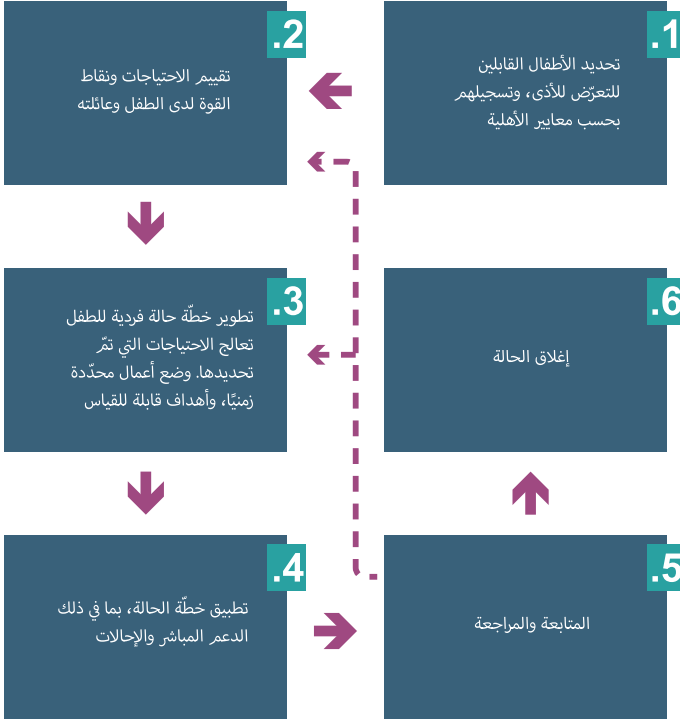 .1
تحديد الأطفال القابلين
للتعرّض للأذى، وتسجيلهم
بحسب معايير الأهلية
.2
تقييم الاحتياجات ونقاط
القوة لدى الطفل وعائلته
.3
تطوير خطّة حالة فردية للطفل
تعالج الاحتياجات التي تمّ
تحديدها. وضع أعمال محدّدة
زمنيًا، وأهداف قابلة للقياس
.4
تطبيق خطّة الحالة، بما في ذلك
الدعم المباشر والإحالات
.5
المتابعة والمراجعة
.6
إغلاق الحالة